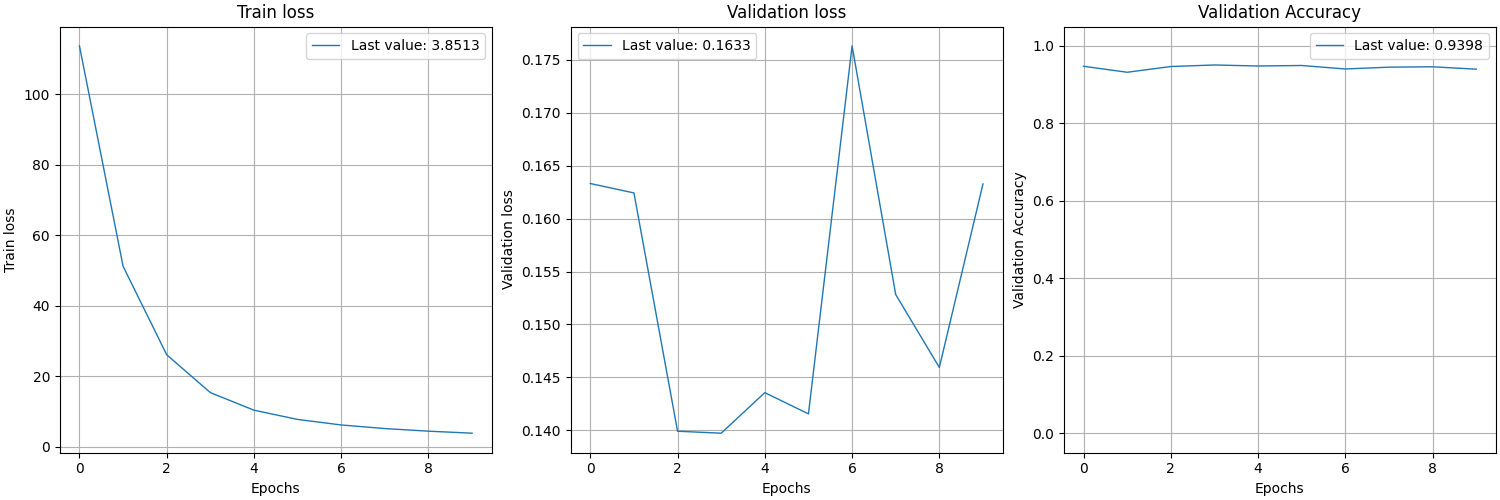 Train loss
Last value: 3.8513
100
80
60
40
20
0
Train loss
0 2 4 6 8
Epochs
Validation loss
Last value: 0.1633
0.175
0.170
0.165
0.160
0.155
0.150
0.145
0.140
Validation loss
0 2 4 6 8
Epochs
Validation Accuracy
Last value: 0.9398
1.0
0.8
0.6
0.4
0.2
0.0
Validation Accuracy
0 2 4 6 8
Epochs